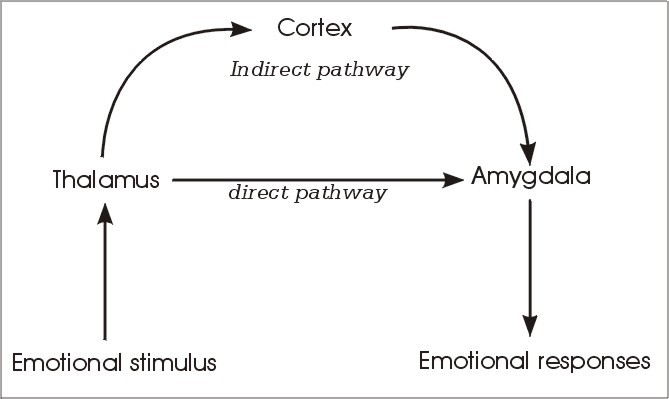 Cortex
Indirect pathway
Thalamus
direct pathway
Amygdala
Emotional stimulus
Emotional responses